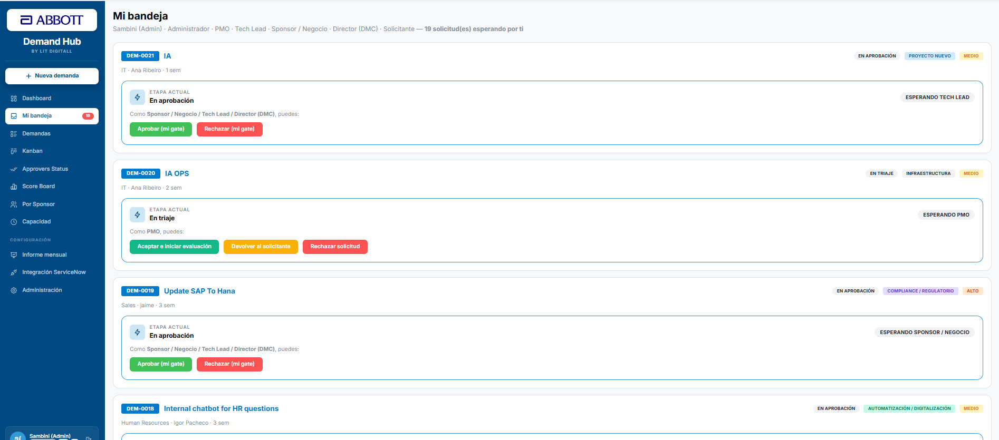 ABBOTT
Demand Hub
BY LIT DIGITALL
+ Nueva demanda
Dashboard
Mi bandeja 19
Demandas
Kanban
Approvers Status
Score Board
Por Sponsor
Capacidad
CONFIGURACIÓN
Informe mensual
Integración ServiceNow
Administración
Sambini (Admin)
Mi bandeja
Sambini (Admin) · Administrador · PMO · Tech Lead · Sponsor / Negocio · Director (DMC) · Solicitante — 19 solicitud(es) esperando por ti
DEM-0021 IA EN APROBACIÓN PROYECTO NUEVO MEDIO
IT · Ana Ribeiro · 1 sem
ETAPA ACTUAL
En aprobación ESPERANDO TECH LEAD
Como Sponsor / Negocio / Tech Lead / Director (DMC), puedes:
Aprobar (mi gate) Rechazar (mi gate)
DEM-0020 IA OPS EN TRIAJE INFRAESTRUCTURA MEDIO
IT · Ana Ribeiro · 2 sem
ETAPA ACTUAL
En triaje ESPERANDO PMO
Como PMO, puedes:
Aceptar e iniciar evaluación Devolver al solicitante Rechazar solicitud
DEM-0019 Update SAP To Hana EN APROBACIÓN COMPLIANCE / REGULATORIO ALTO
Sales · jaime · 3 sem
ETAPA ACTUAL
En aprobación ESPERANDO SPONSOR / NEGOCIO
Como Sponsor / Negocio / Tech Lead / Director (DMC), puedes:
Aprobar (mi gate) Rechazar (mi gate)
DEM-0018 Internal chatbot for HR questions EN APROBACIÓN AUTOMATIZACIÓN / DIGITALIZACIÓN MEDIO
Human Resources · Igor Pacheco · 3 sem